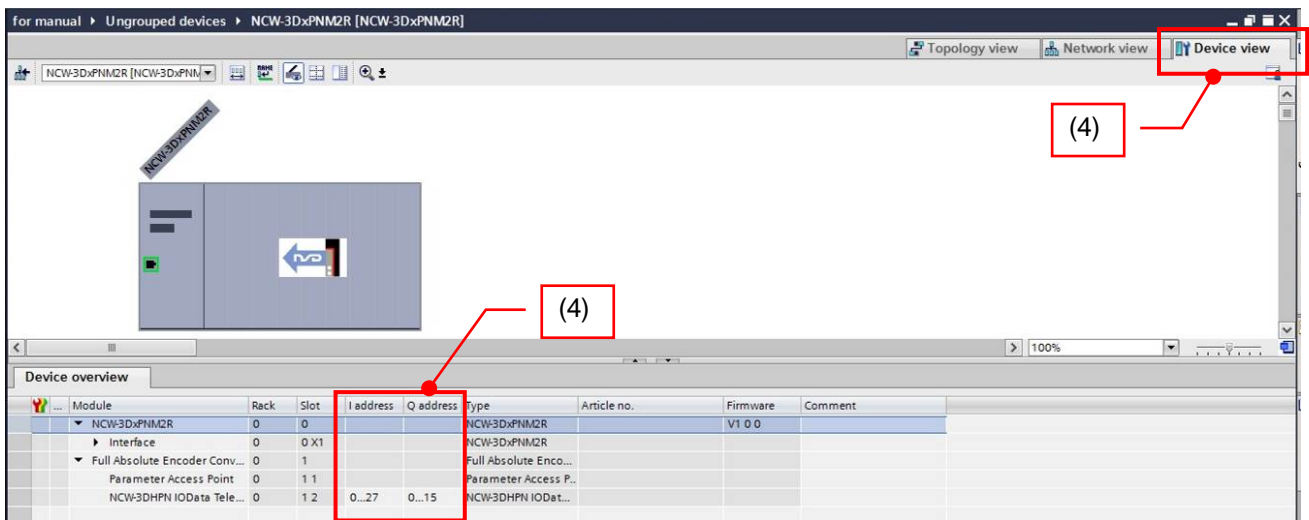 for manual ▸ Ungrouped devices ▸ NCW-3DxPNM2R [NCW-3DxPNM2R]
Topology view Network view Device view
NCW-3DxPNM2R [NCW-3DxPNM
(4)
NCW-3DxPNM2R
(4)
100%
Device overview
... Module Rack Slot I address Q address Type Article no. Firmware Comment
NCW-3DxPNM2R 0 0 NCW-3DxPNM2R V1 0 0
Interface 0 0 X1 NCW-3DxPNM2R
Full Absolute Encoder Conv... 0 1 Full Absolute Enco...
Parameter Access Point 0 1 1 Parameter Access P..
NCW-3DHPN IOData Tele... 0 1 2 0...27 0...15 NCW-3DHPN IODat...